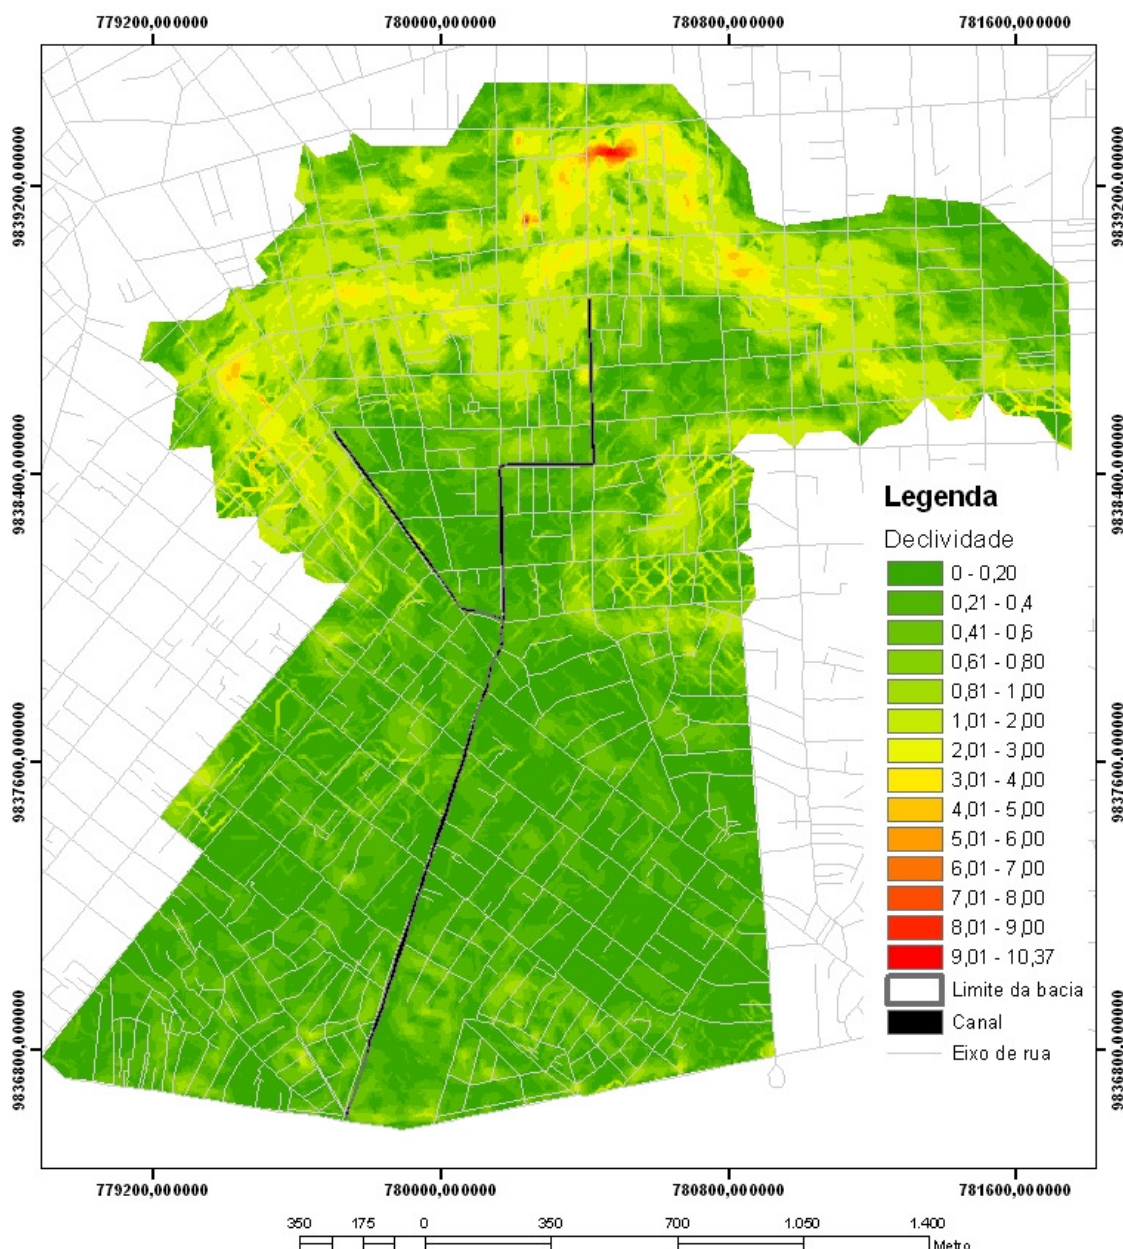 779200,000000 780000,000000 780800,000000 781600,000000
9839200,000000 9839200,000000
9838400,000000 9838400,000000
9837600,000000 9837600,000000
9836800,000000 9836800,000000
Legenda
Declividade
0 - 0,20
0,21 - 0,4
0,41 - 0,6
0,61 - 0,80
0,81 - 1,00
1,01 - 2,00
2,01 - 3,00
3,01 - 4,00
4,01 - 5,00
5,01 - 6,00
6,01 - 7,00
7,01 - 8,00
8,01 - 9,00
9,01 - 10,37
Limite da bacia
Canal
Eixo de rua
779200,000000 780000,000000 780800,000000 781600,000000
350 175 0 350 700 1.050 1.400
Metro